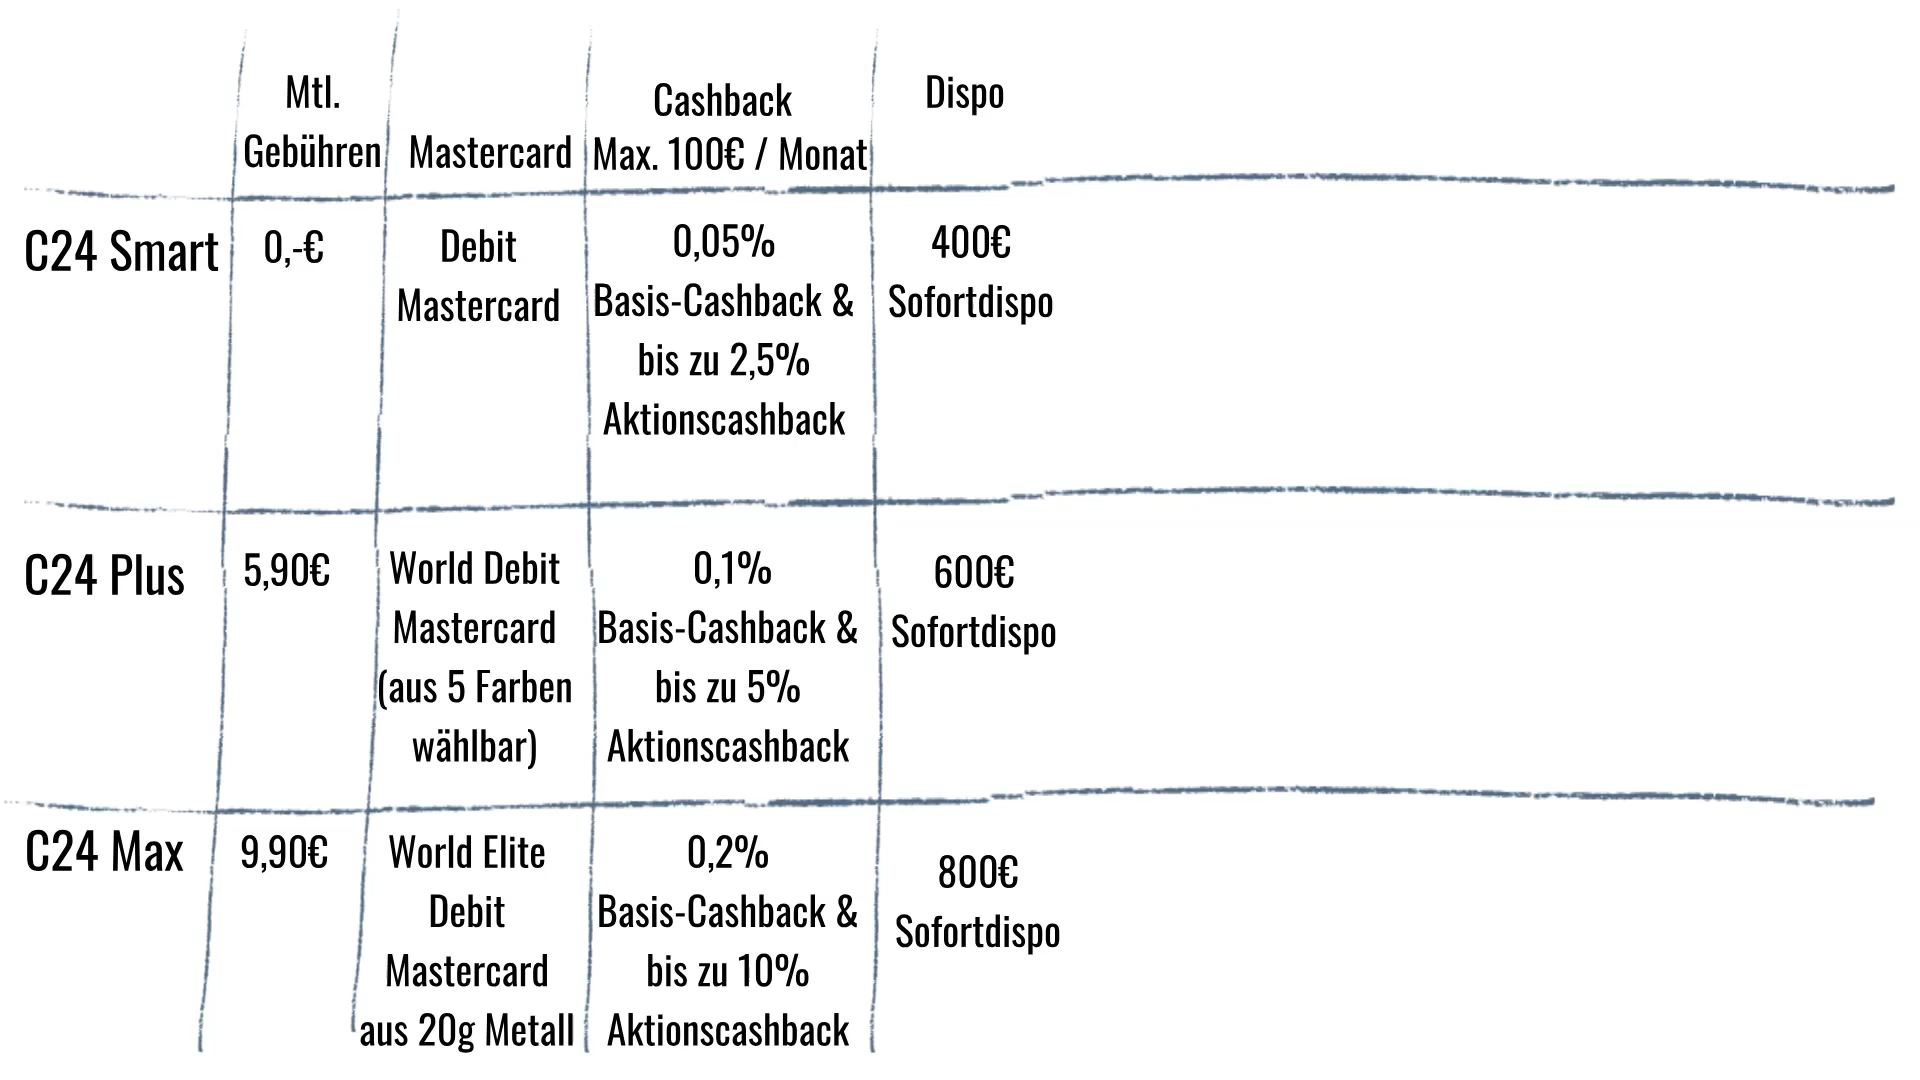 Mtl.
Gebühren
Mastercard
Cashback
Max. 100€ / Monat
Dispo
C24 Smart
0,-€
Debit
Mastercard
0,05%
Basis-Cashback &
bis zu 2,5%
Aktionscashback
400€
Sofortdispo
C24 Plus
5,90€
World Debit
Mastercard
(aus 5 Farben
wählbar)
0,1%
Basis-Cashback &
bis zu 5%
Aktionscashback
600€
Sofortdispo
C24 Max
9,90€
World Elite
Debit
Mastercard
aus 20g Metall
0,2%
Basis-Cashback &
bis zu 10%
Aktionscashback
800€
Sofortdispo